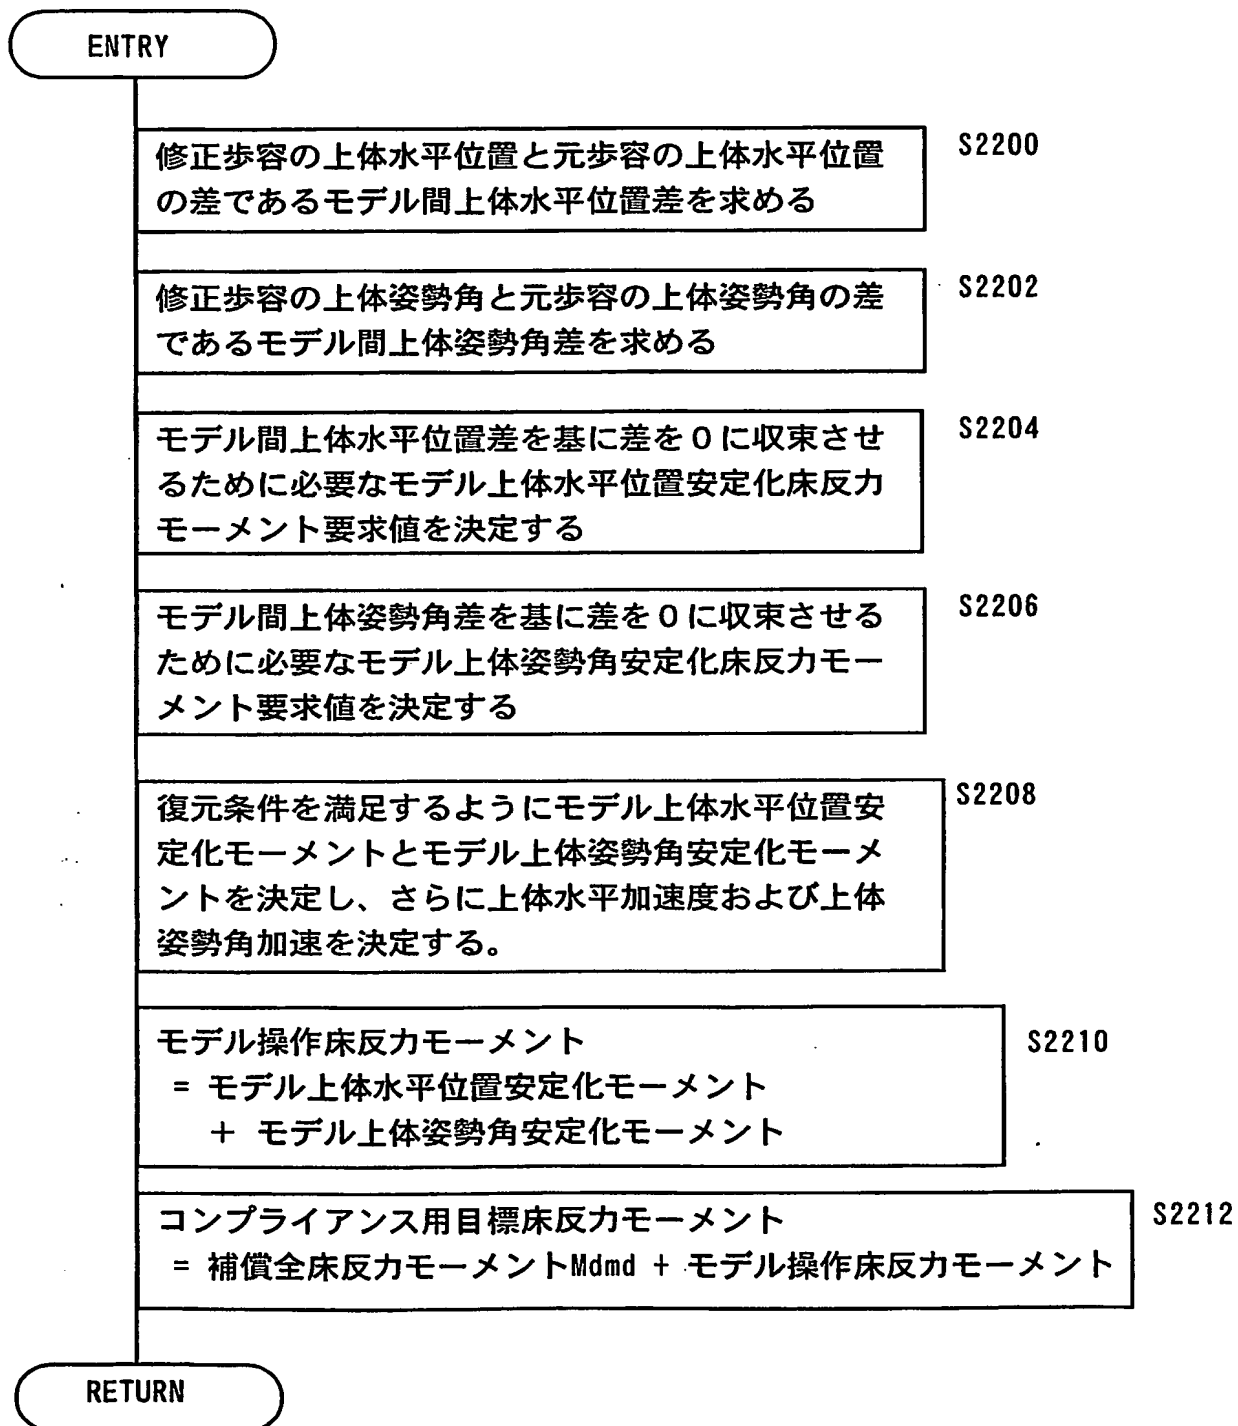 ENTRY
修正歩容の上体水平位置と元歩容の上体水平位置
の差であるモデル間上体水平位置差を求める
S2200
修正歩容の上体姿勢角と元歩容の上体姿勢角の差
であるモデル間上体姿勢角差を求める
S2202
モデル間上体水平位置差を基に差を0に収束させ
るために必要なモデル上体水平位置安定化床反力
モーメント要求値を決定する
S2204
モデル間上体姿勢角差を基に差を0に収束させる
ために必要なモデル上体姿勢角安定化床反力モー
メント要求値を決定する
S2206
復元条件を満足するようにモデル上体水平位置安
定化モーメントとモデル上体姿勢角安定化モーメ
ントを決定し、さらに上体水平加速度および上体
姿勢角加速を決定する。
S2208
モデル操作床反力モーメント
= モデル上体水平位置安定化モーメント
+ モデル上体姿勢角安定化モーメント
S2210
コンプライアンス用目標床反力モーメント
= 補償全床反力モーメントMdmd + モデル操作床反力モーメント
S2212
RETURN